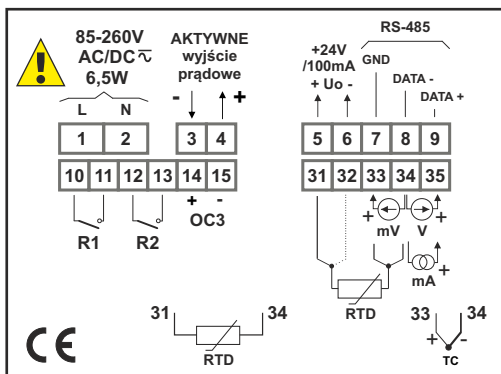 85-260V
AC/DC
6,5W
L N
AKTYWNE
wyjście
prądowe
- +
+24V
/100mA
+ Uo -
RS-485
GND
DATA -
DATA +
1 2 3 4 5 6 7 8 9
10 11 12 13 14 15 31 32 33 34 35
R1 R2
+ -
OC3
+ mV V +
mA +
RTD
31 34
RTD
33 34
+ -
TC
CE